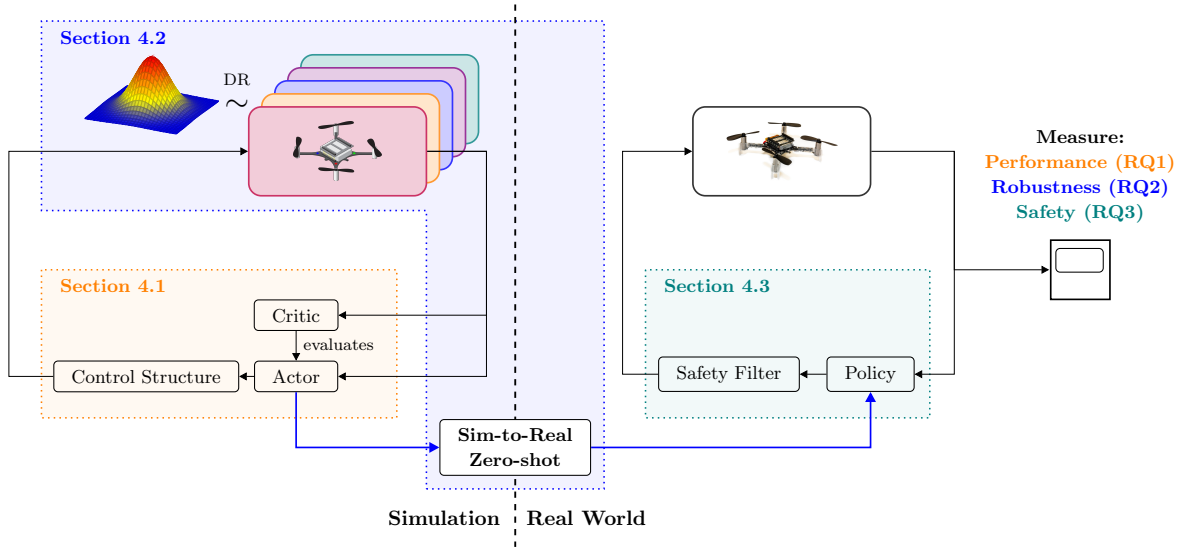 Section 4.2
DR
∼
Measure:
Performance (RQ1)
Robustness (RQ2)
Safety (RQ3)
Section 4.1
Critic
evaluates
Control Structure
Actor
Section 4.3
Safety Filter
Policy
Sim-to-Real
Zero-shot
Simulation
Real World